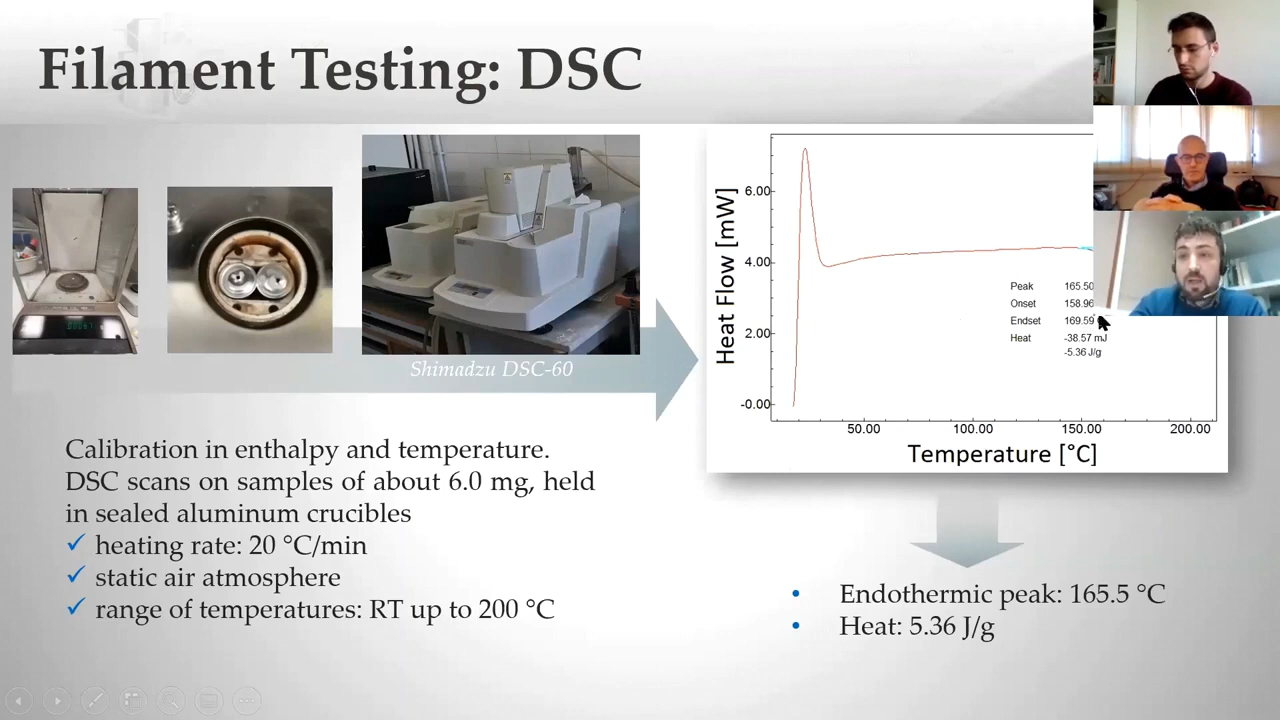 Filament Testing: DSC
Shimadzu DSC-60
Heat Flow [mW]
6.00
4.00
2.00
-0.00
Peak 165.50
Onset 158.96
Endset 169.59
Heat -38.57 mJ
-5.36 J/g
50.00 100.00 150.00 200.00
Temperature [°C]
Calibration in enthalpy and temperature.
DSC scans on samples of about 6.0 mg, held
in sealed aluminum crucibles
✓ heating rate: 20 °C/min
✓ static air atmosphere
✓ range of temperatures: RT up to 200 °C
• Endothermic peak: 165.5 °C
• Heat: 5.36 J/g